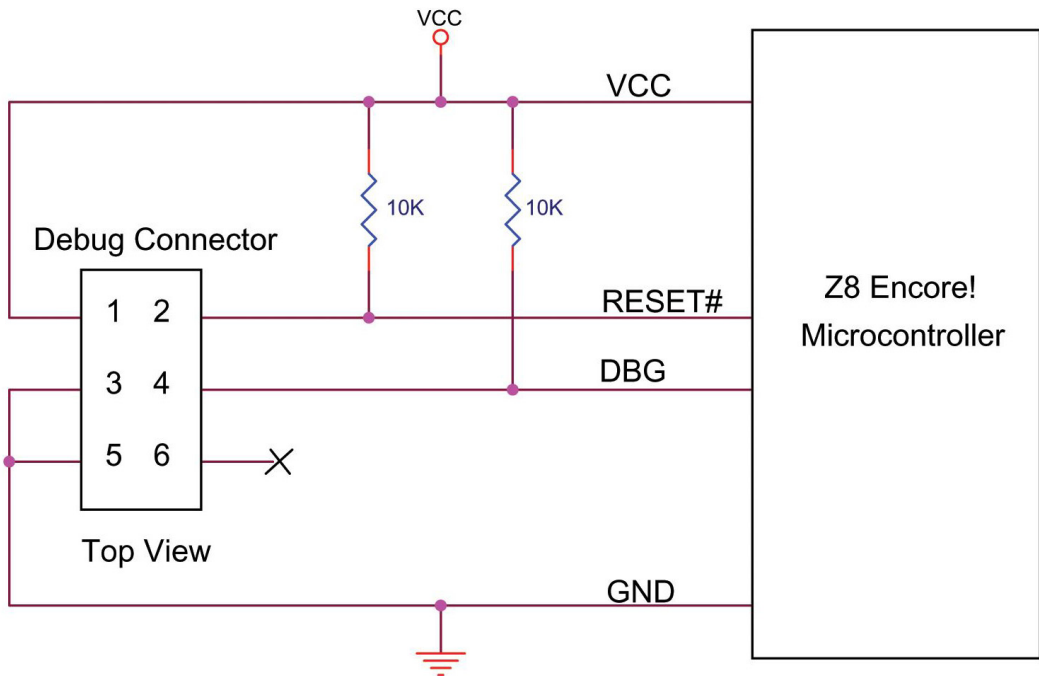 VCC
VCC
10K 10K
Debug Connector
1 2
RESET#
Z8 Encore!
Microcontroller
3 4
DBG
5 6
Top View
GND